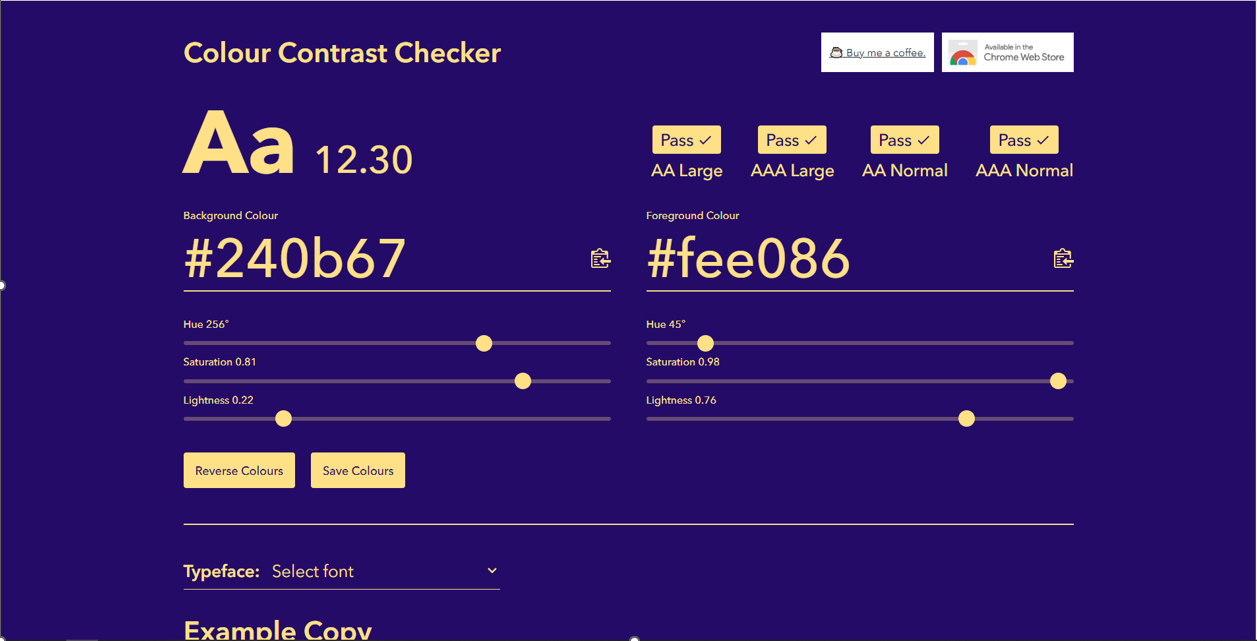 Colour Contrast Checker
Buy me a coffee.
Available in the
Chrome Web Store
Aa 12.30
Pass
AA Large
Pass
AAA Large
Pass
AA Normal
Pass
AAA Normal
Background Colour
#240b67
Hue 256°
Saturation 0.81
Lightness 0.22
Foreground Colour
#fee086
Hue 45°
Saturation 0.98
Lightness 0.76
Reverse Colours
Save Colours
Typeface: Select font
Example Copy